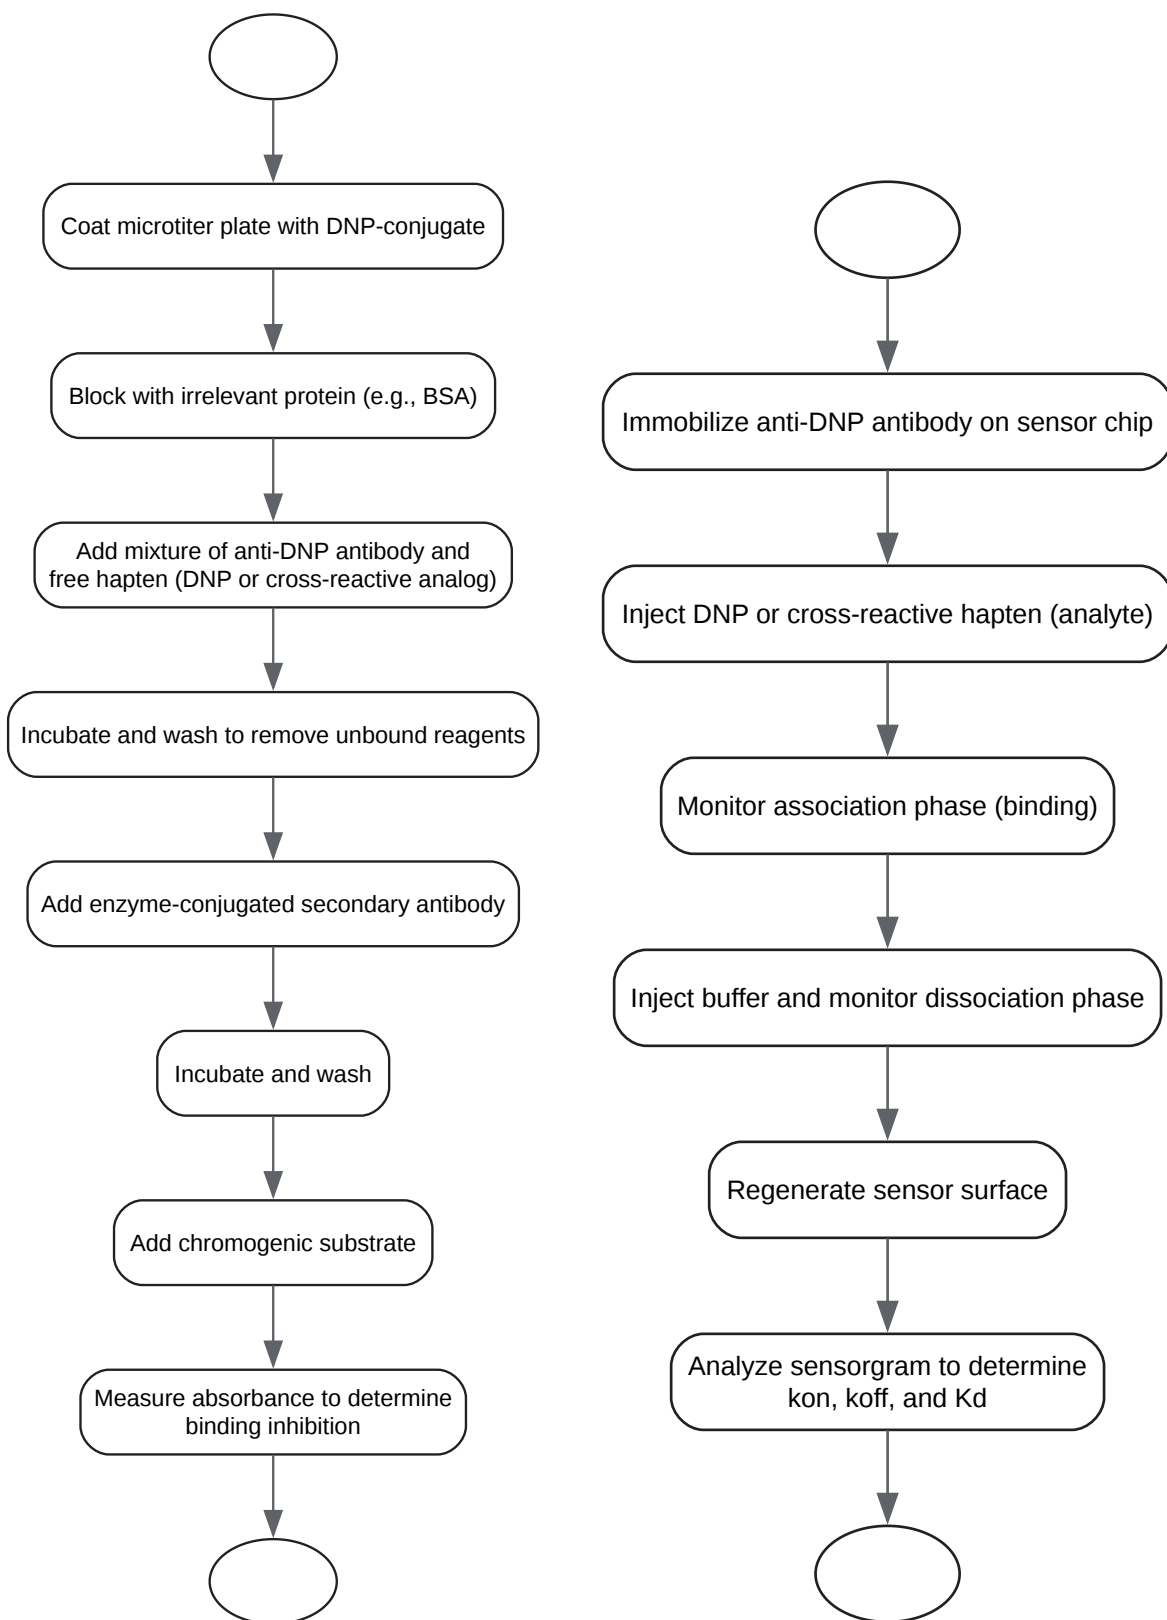 Coat microtiter plate with DNP-conjugate
Block with irrelevant protein (e.g., BSA)
Add mixture of anti-DNP antibody and
free hapten (DNP or cross-reactive analog)
Incubate and wash to remove unbound reagents
Add enzyme-conjugated secondary antibody
Incubate and wash
Add chromogenic substrate
Measure absorbance to determine
binding inhibition
Immobilize anti-DNP antibody on sensor chip
Inject DNP or cross-reactive hapten (analyte)
Monitor association phase (binding)
Inject buffer and monitor dissociation phase
Regenerate sensor surface
Analyze sensorgram to determine
kon, koff, and Kd